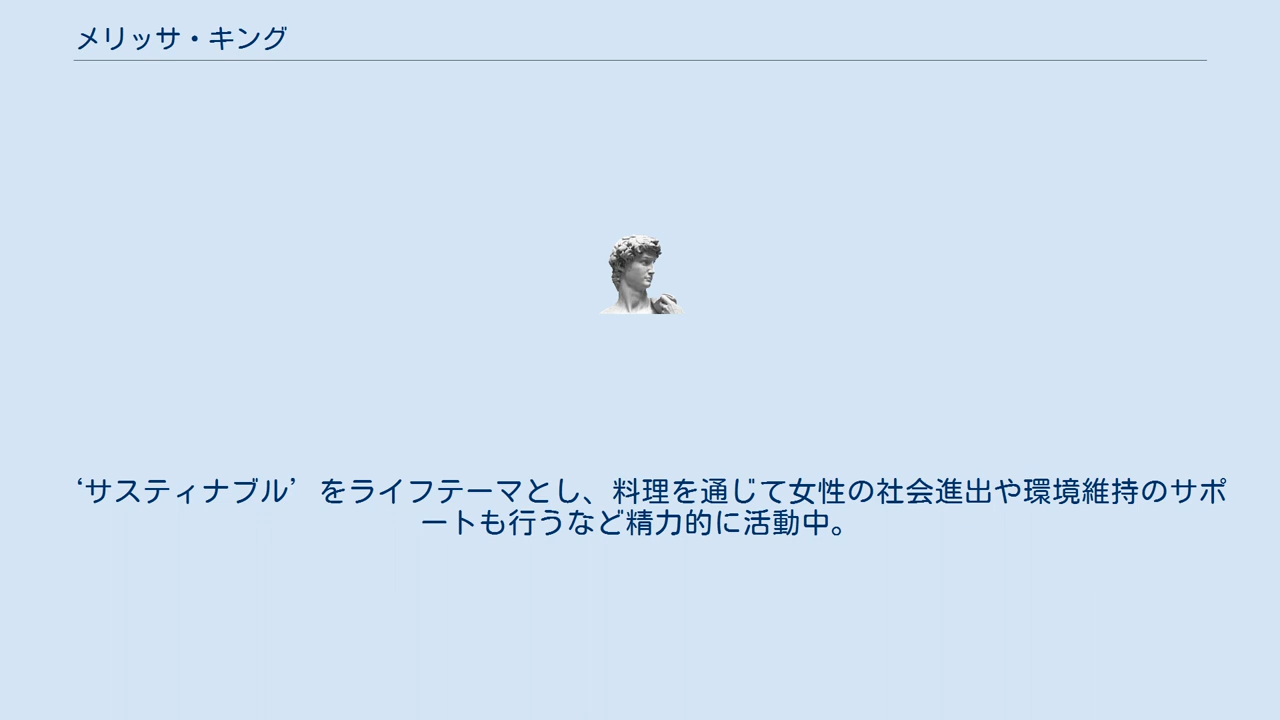 メリッサ・キング
‘サスティナブル’をライフテーマとし、料理を通じて女性の社会進出や環境維持のサポ
ートも行うなど精力的に活動中。